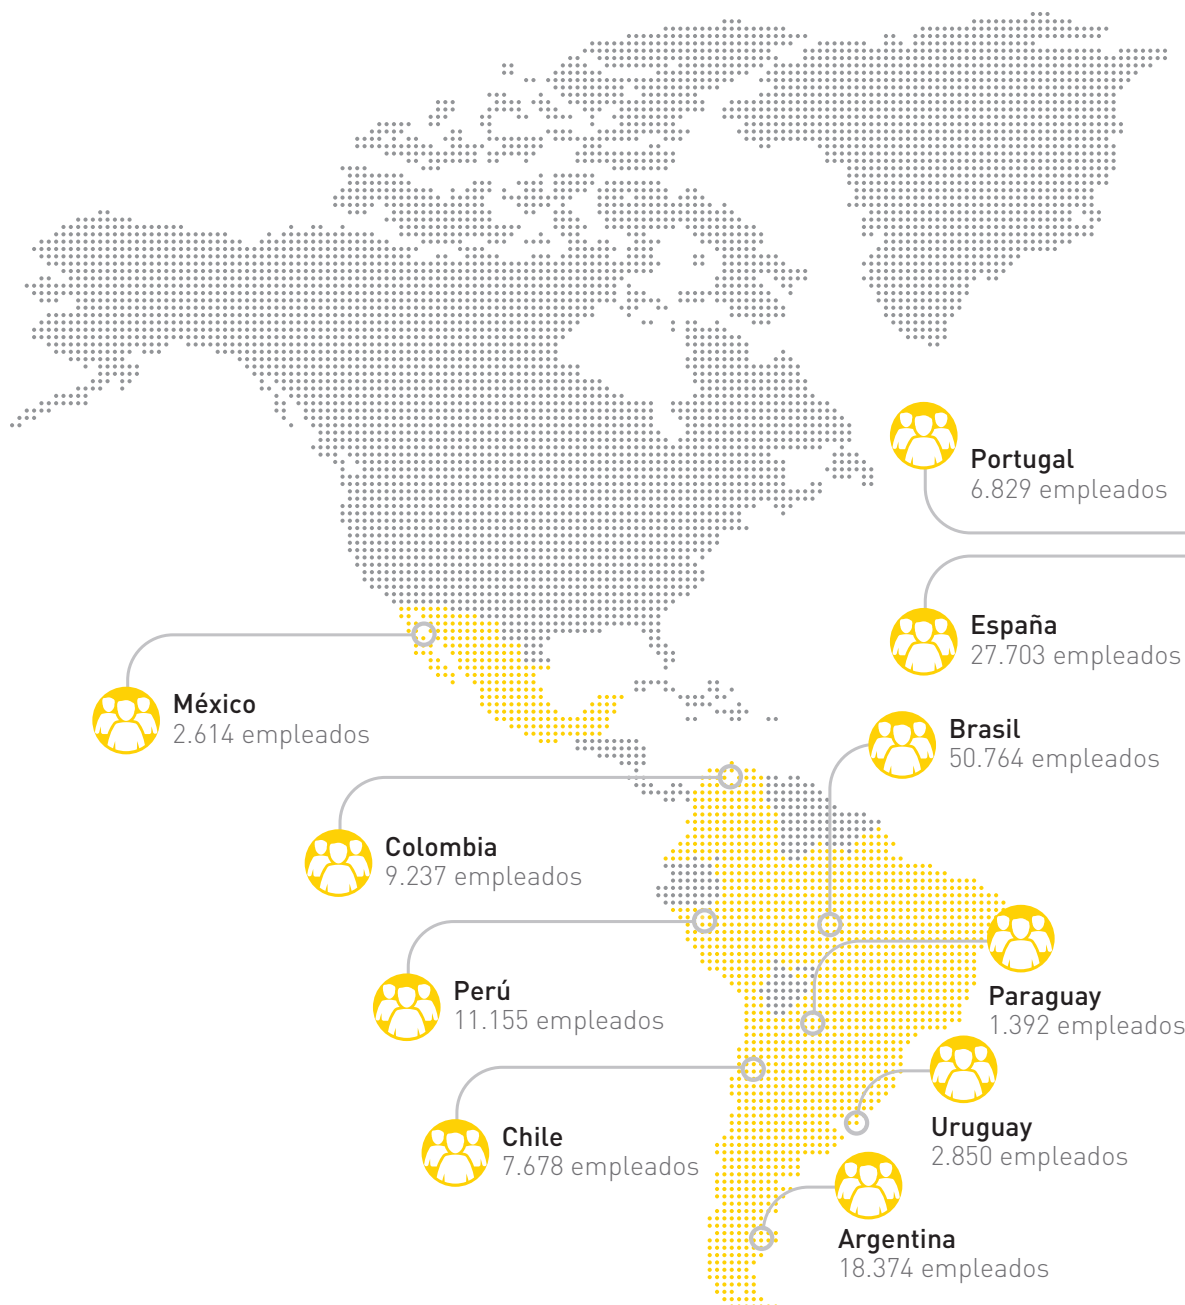 Portugal
6.829 empleados
España
27.703 empleados
México
2.614 empleados
Brasil
50.764 empleados
Colombia
9.237 empleados
Perú
11.155 empleados
Paraguay
1.392 empleados
Chile
7.678 empleados
Uruguay
2.850 empleados
Argentina
18.374 empleados